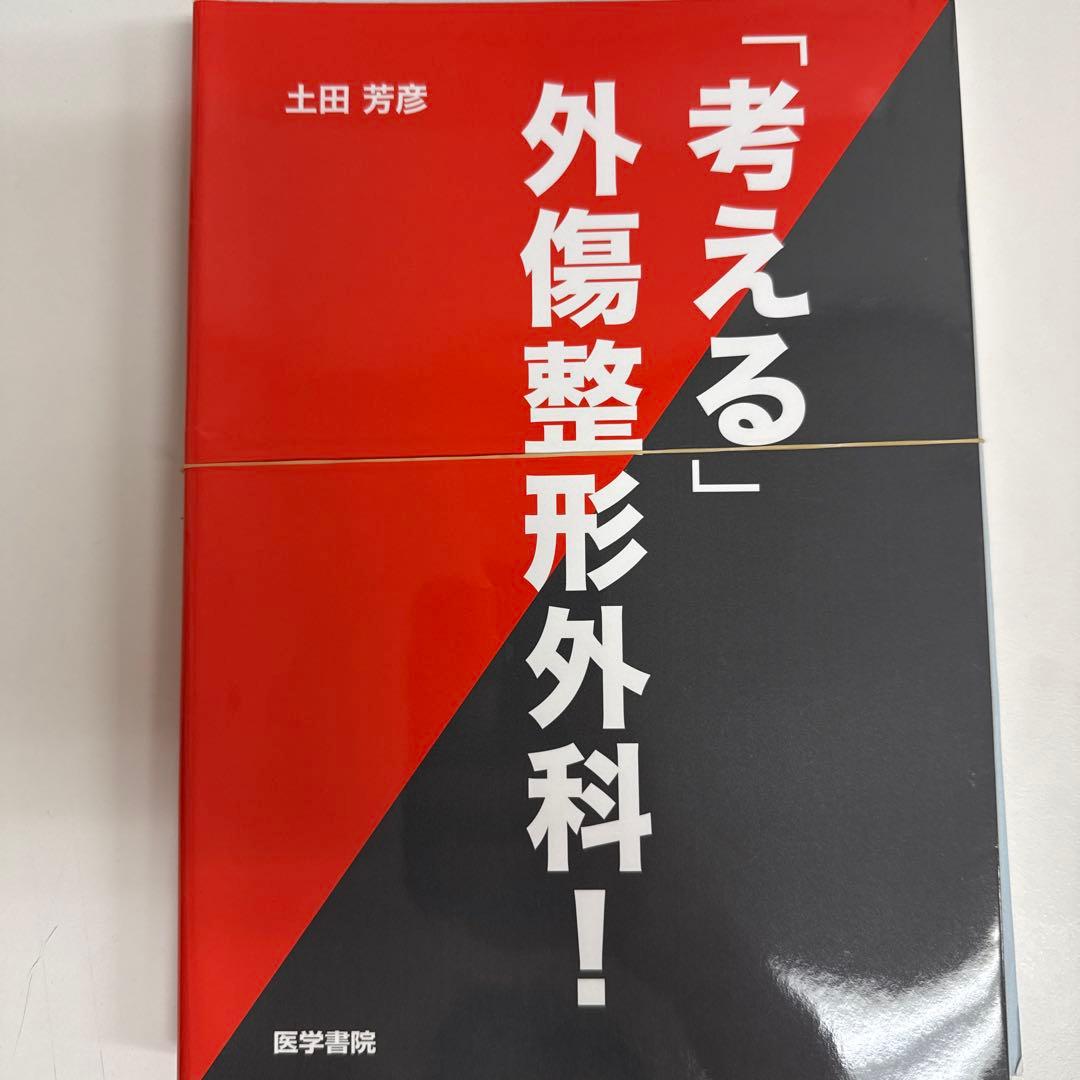 「考える」
外傷整形外科！
土田 芳彦
医学書院